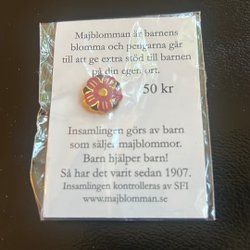 Majblomman är barnens
blomma och pengarna går
till att ge extra stöd till barnen
på din egen ort.
50 kr
Insamlingen görs av barn
som säljer majblommor.
Barn hjälper barn!
Så har det varit sedan 1907.
Insamlingen kontrolleras av SFI
www.majblomman.se